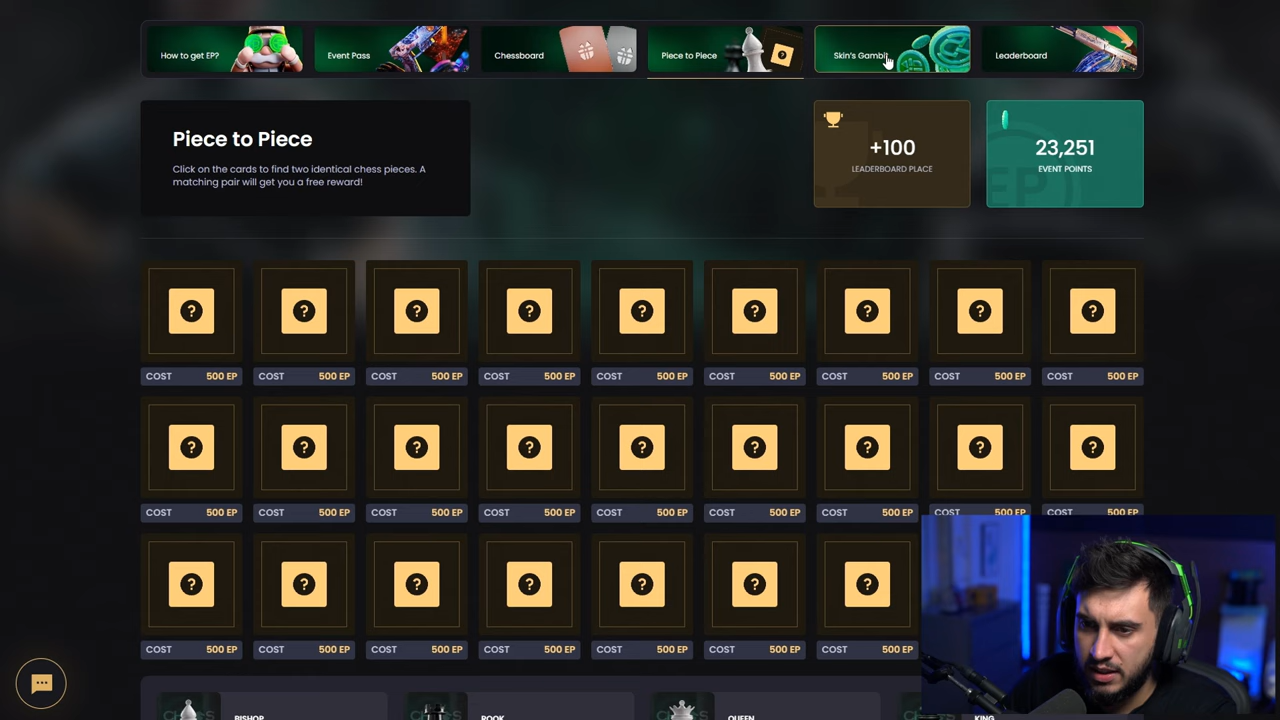 How to get EP?
Event Pass
Chessboard
Piece to Piece
Skin's Gambit
Leaderboard
Piece to Piece
Click on the cards to find two identical chess pieces. A
matching pair will get you a free reward!
+100
LEADERBOARD PLACE
23,251
EVENT POINTS
EP
COST 500 EP COST 500 EP COST 500 EP COST 500 EP COST 500 EP COST 500 EP COST 500 EP COST 500 EP COST 500 EP
COST 500 EP COST 500 EP COST 500 EP COST 500 EP COST 500 EP COST 500 EP COST 500 EP COST 500 EP COST 500 EP
COST 500 EP COST 500 EP COST 500 EP COST 500 EP COST 500 EP COST 500 EP COST 500 EP
BISHOP
ROOK
QUEEN
KING